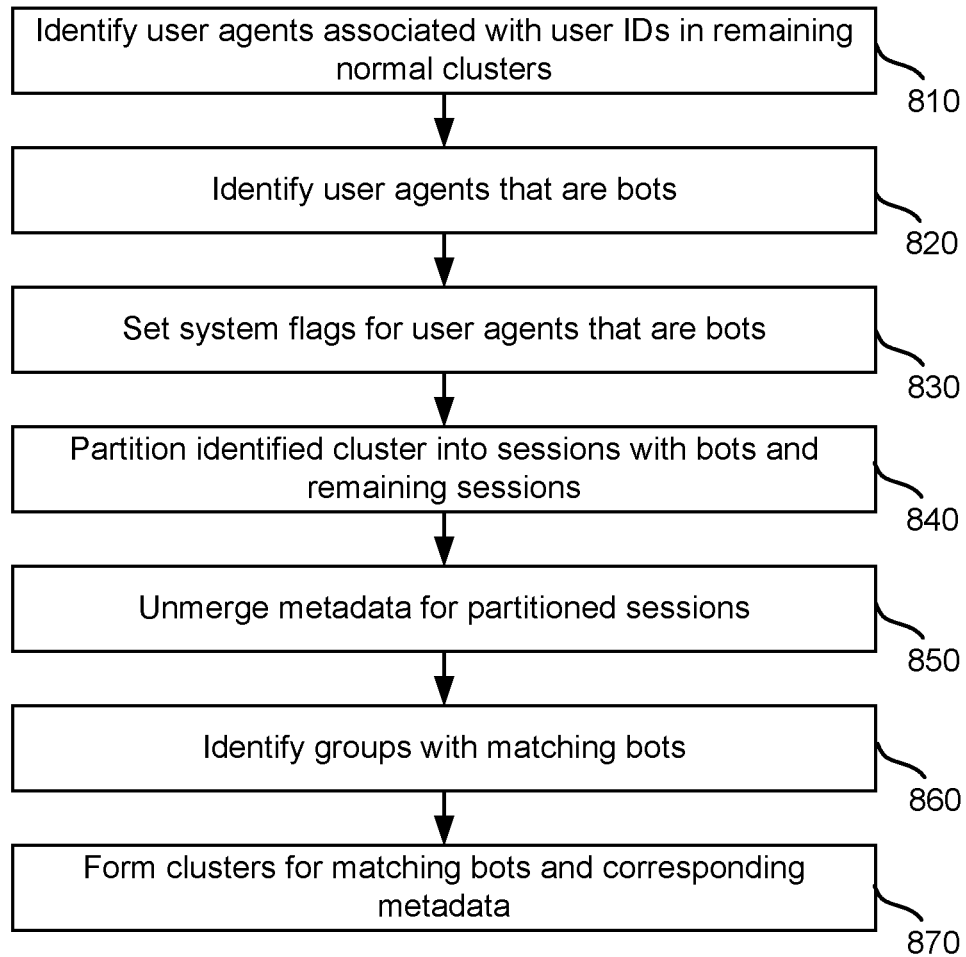 Identify user agents associated with user IDs in remaining
normal clusters
810
Identify user agents that are bots
820
Set system flags for user agents that are bots
830
Partition identified cluster into sessions with bots and
remaining sessions
840
Unmerge metadata for partitioned sessions
850
Identify groups with matching bots
860
Form clusters for matching bots and corresponding
metadata
870